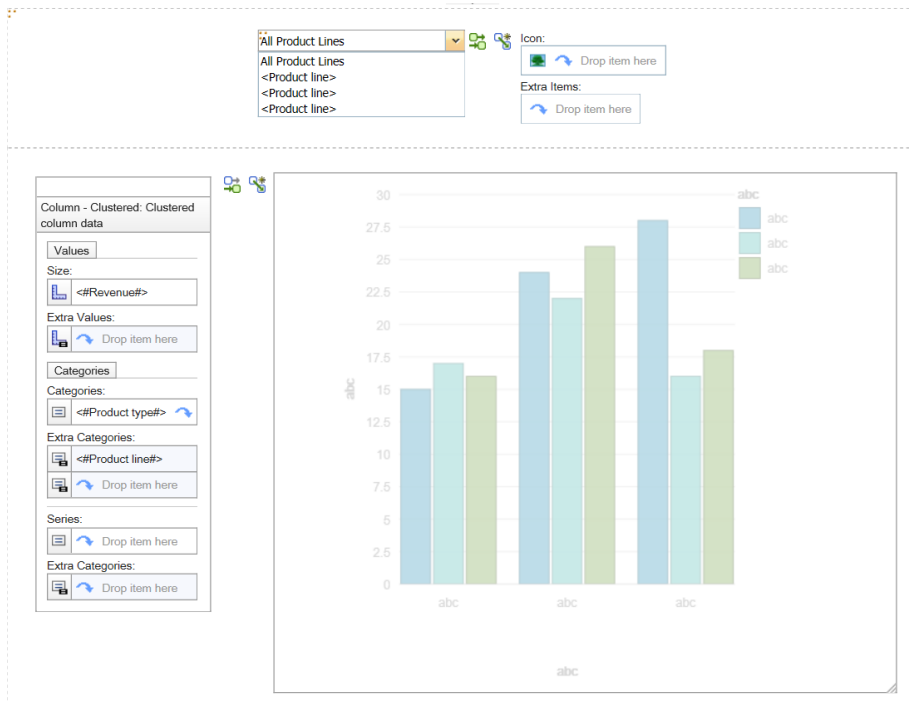 All Product Lines
All Product Lines
<Product line>
<Product line>
<Product line>
Icon:
Drop item here
Extra Items:
Drop item here
Column - Clustered: Clustered
column data
Values
Size:
<#Revenue#>
Extra Values:
Drop item here
Categories
Categories:
<#Product type#>
Extra Categories:
<#Product line#>
Drop item here
Series:
Drop item here
Extra Categories:
Drop item here
30
27.5
25
22.5
20
17.5
15
12.5
10
7.5
5
2.5
0
abc
abc
abc
abc
abc
abc
abc
abc
abc